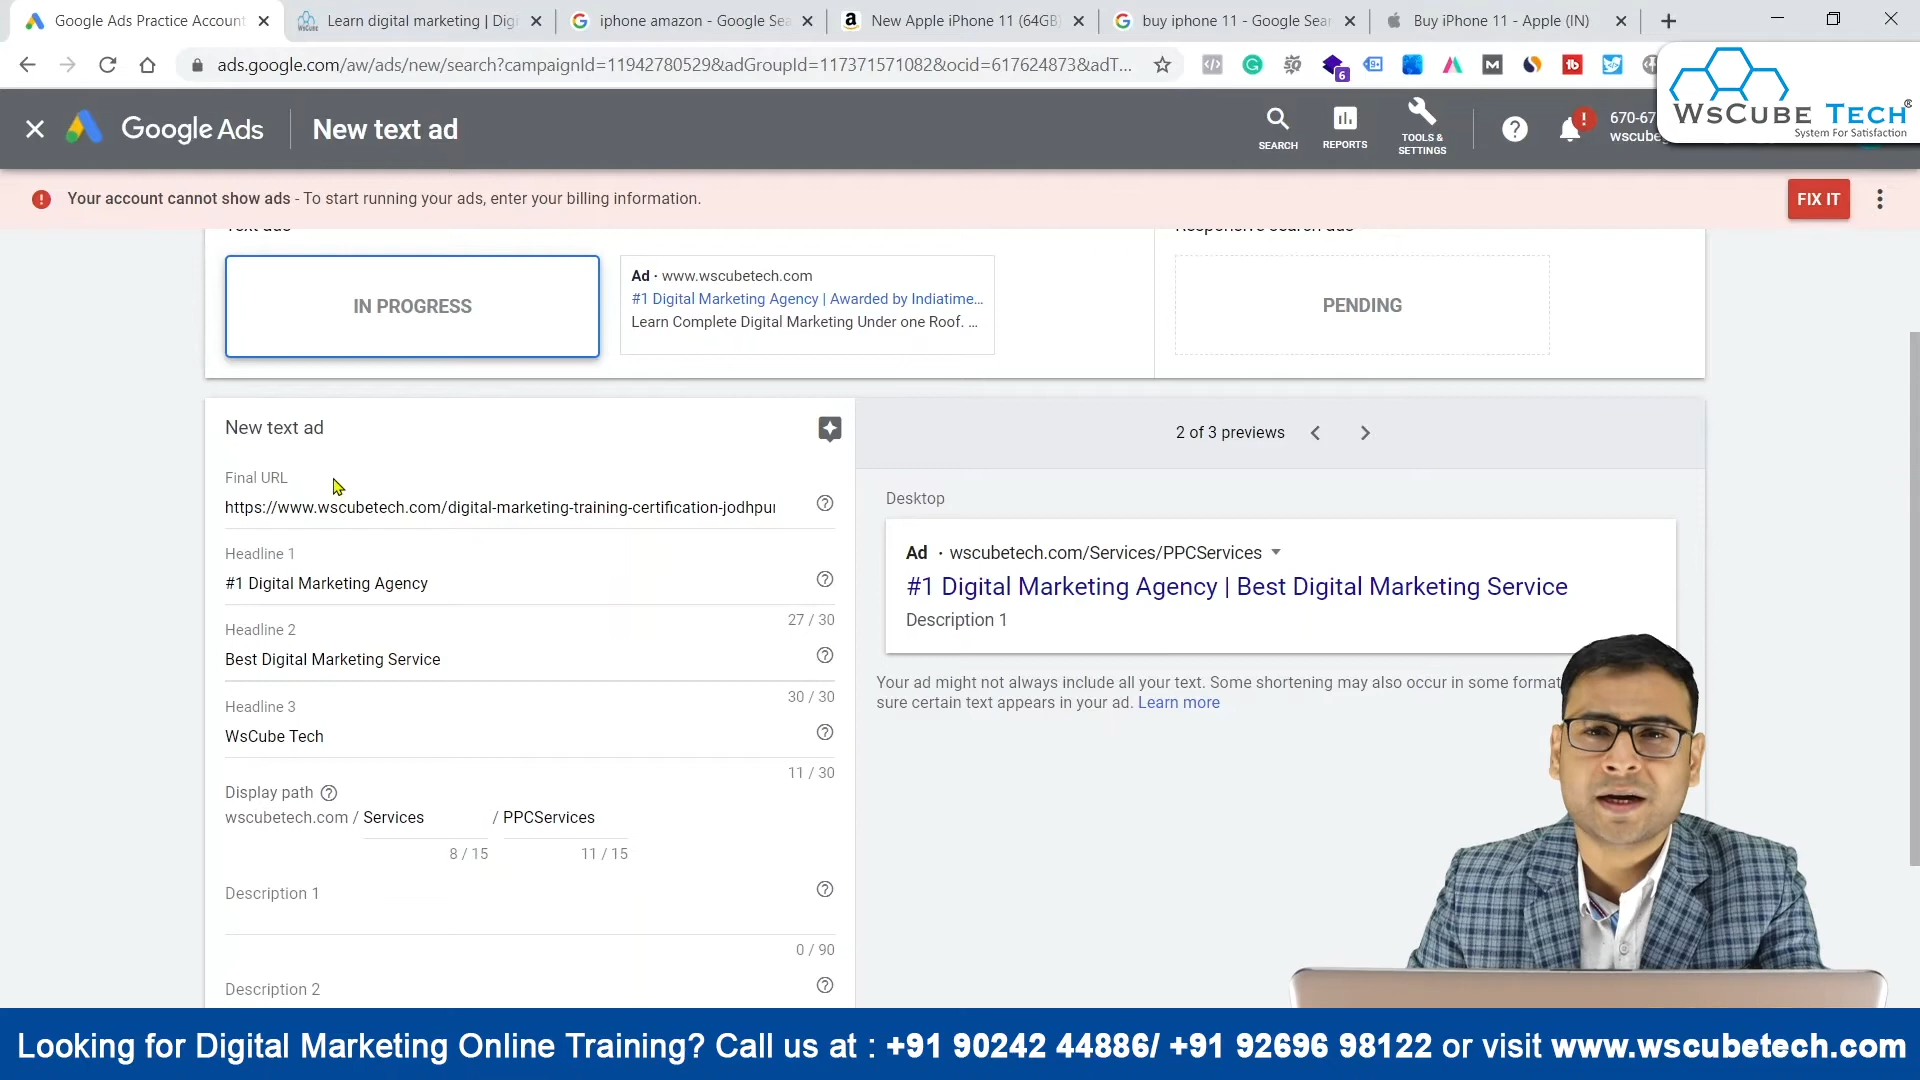 Google Ads Practice Account
Learn digital marketing | Digi
iphone amazon - Google Sea
New Apple iPhone 11 (64GB)
buy iphone 11 - Google Sear
Buy iPhone 11 - Apple (IN)
ads.google.com/aw/ads/new/search?campaignId=11942780529&adGroupId=117371571082&ocid=617624873&adT...
6
WsCube TECH®
System For Satisfaction
Google Ads
New text ad
SEARCH
REPORTS
TOOLS &
SETTINGS
670-67
wscube
Your account cannot show ads - To start running your ads, enter your billing information.
FIX IT
Text ads
Responsive search ads
IN PROGRESS
Ad · www.wscubetech.com
#1 Digital Marketing Agency | Awarded by Indiatime...
Learn Complete Digital Marketing Under one Roof. ...
PENDING
New text ad
2 of 3 previews
Final URL
https://www.wscubetech.com/digital-marketing-training-certification-jodhpur
Headline 1
#1 Digital Marketing Agency
27 / 30
Headline 2
Best Digital Marketing Service
30 / 30
Headline 3
WsCube Tech
11 / 30
Display path
wscubetech.com / Services / PPCServices
8 / 15
11 / 15
Description 1
0 / 90
Description 2
Desktop
Ad · wscubetech.com/Services/PPCServices
#1 Digital Marketing Agency | Best Digital Marketing Service
Description 1
Your ad might not always include all your text. Some shortening may also occur in some format
sure certain text appears in your ad. Learn more
Looking for Digital Marketing Online Training? Call us at : +91 90242 44886/ +91 92696 98122 or visit www.wscubetech.com